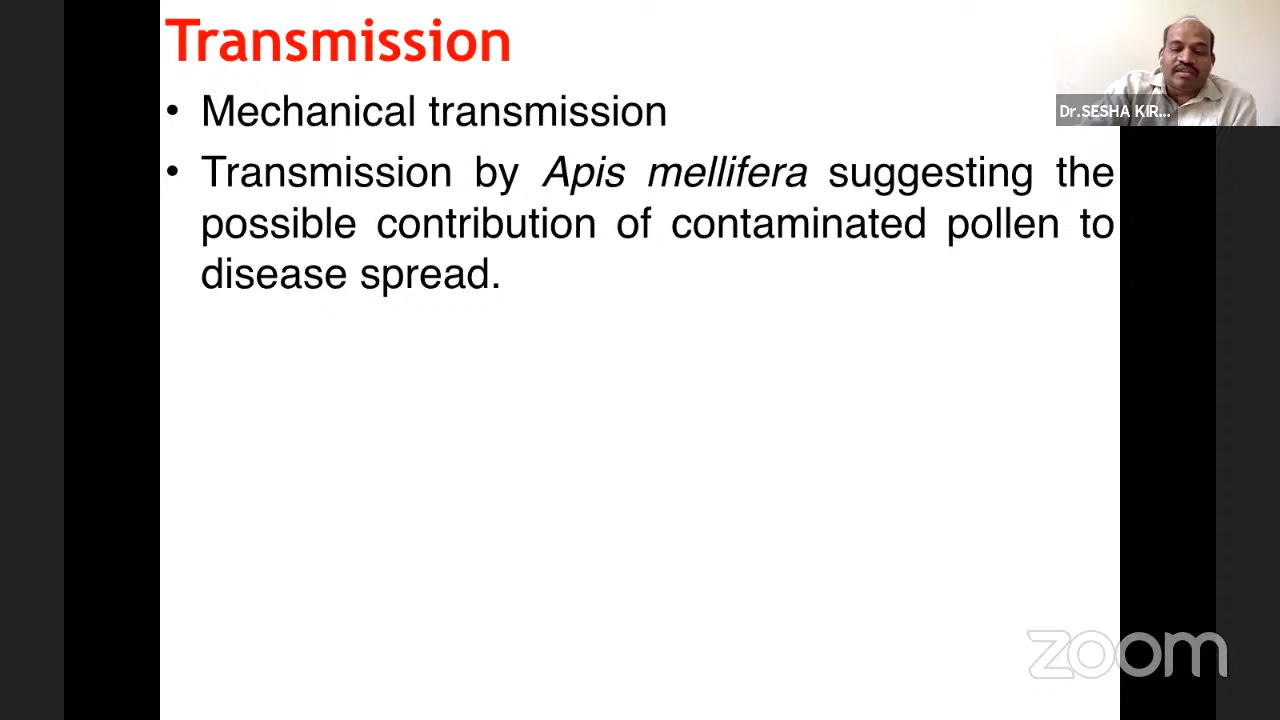 Transmission
Dr.SESHA KIR...
• Mechanical transmission
• Transmission by Apis mellifera suggesting the
possible contribution of contaminated pollen to
disease spread.
zoom